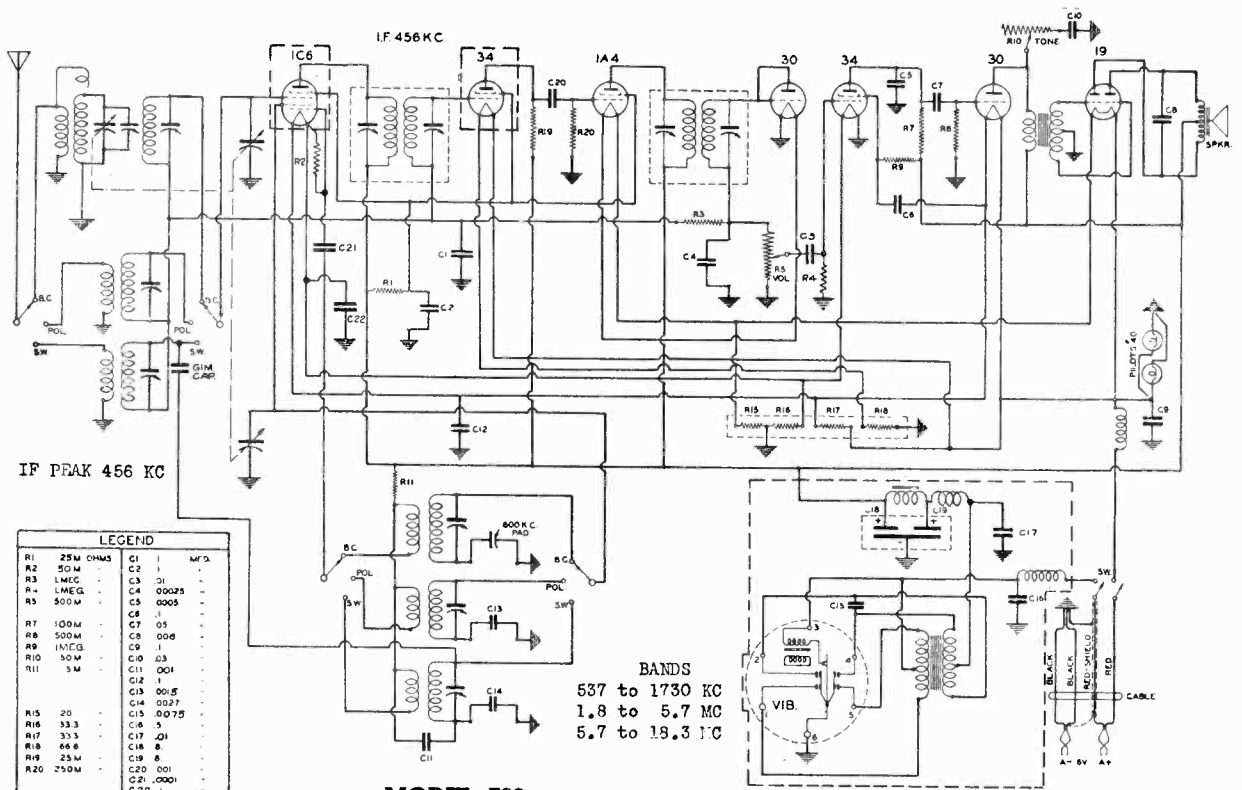 I.F. 456 KC
1C6
34
1A4
30
34
30
19
R10
TONE
C10
C20
R19
R20
C5
C7
R7
R8
R9
C6
C8
SPKR.
R2
C21
C1
R1
C2
C22
R3
C4
R5
VOL
C3
R4
B.C.
POL.
S.W.
B.C.
POL.
S.W.
GIM
CAP.
PILOTS #40
C9
R15
R16
R17
R18
C12
IF PEAK 456 KC
R11
600 K.C.
PAD
B.C.
POL.
S.W.
B.C.
POL.
S.W.
C13
C14
C11
C18
C19
C17
C16
C15
SW.
3
2
4
1
5
6
VIB.
BLACK
BLACK
RED-SHIELD
RED
CABLE
A- 6V
A+
BANDS
537 to 1730 KC
1.8 to 5.7 MC
5.7 to 18.3 MC
LEGEND
R1 25M OHMS C1 .1 MFD.
R2 50M C2 .1
R3 1MEG. C3 .01
R4 1MEG. C4 .00025
R5 500M C5 .0005
C6 .1
R7 100M C7 .05
R8 500M C8 .006
R9 1MEG. C9 .1
R10 50M C10 .03
R11 5M C11 .001
C12 .1
C13 .0015
C14 .0027
R15 20 C15 .0075
R16 33.3 C16 .5
R17 33.3 C17 .01
R18 66.6 C18 8.
R19 25M C19 8.
R20 250M C20 .001
C21 .0001